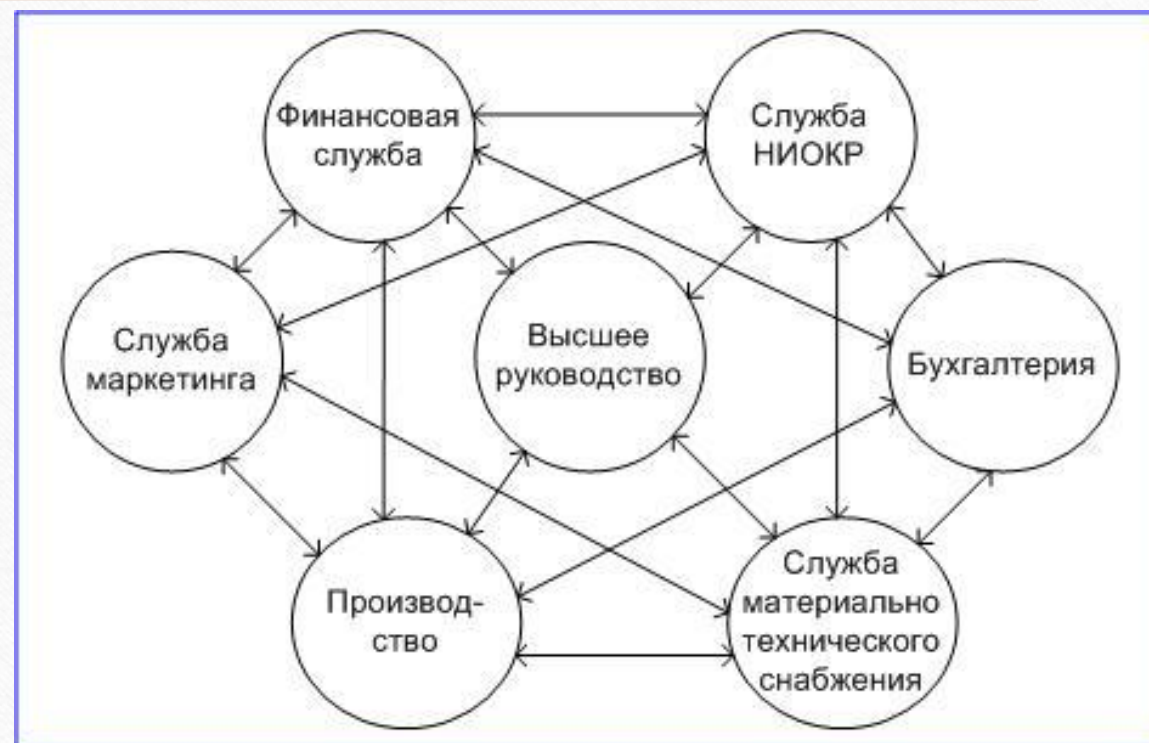 Финансовая
служба
Служба
НИОКР
Служба
маркетинга
Высшее
руководство
Бухгалтерия
Производ-
ство
Служба
материально
технического
снабжения